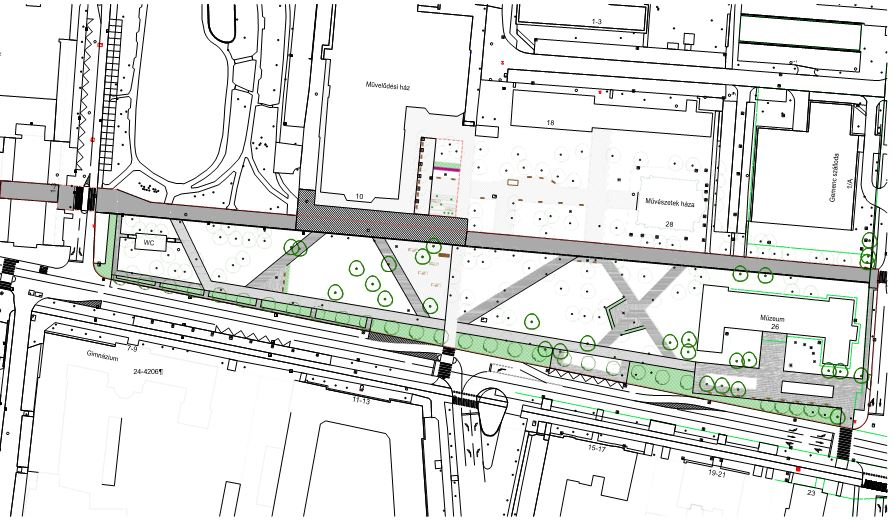 1-3
Művelődési ház
18
Gemenc szálloda
1/A
10
Művészetek háza
28
WC
Múzeum
26
7-9
Gimnázium
24-4206¶
11-13
15-17
19-21
23